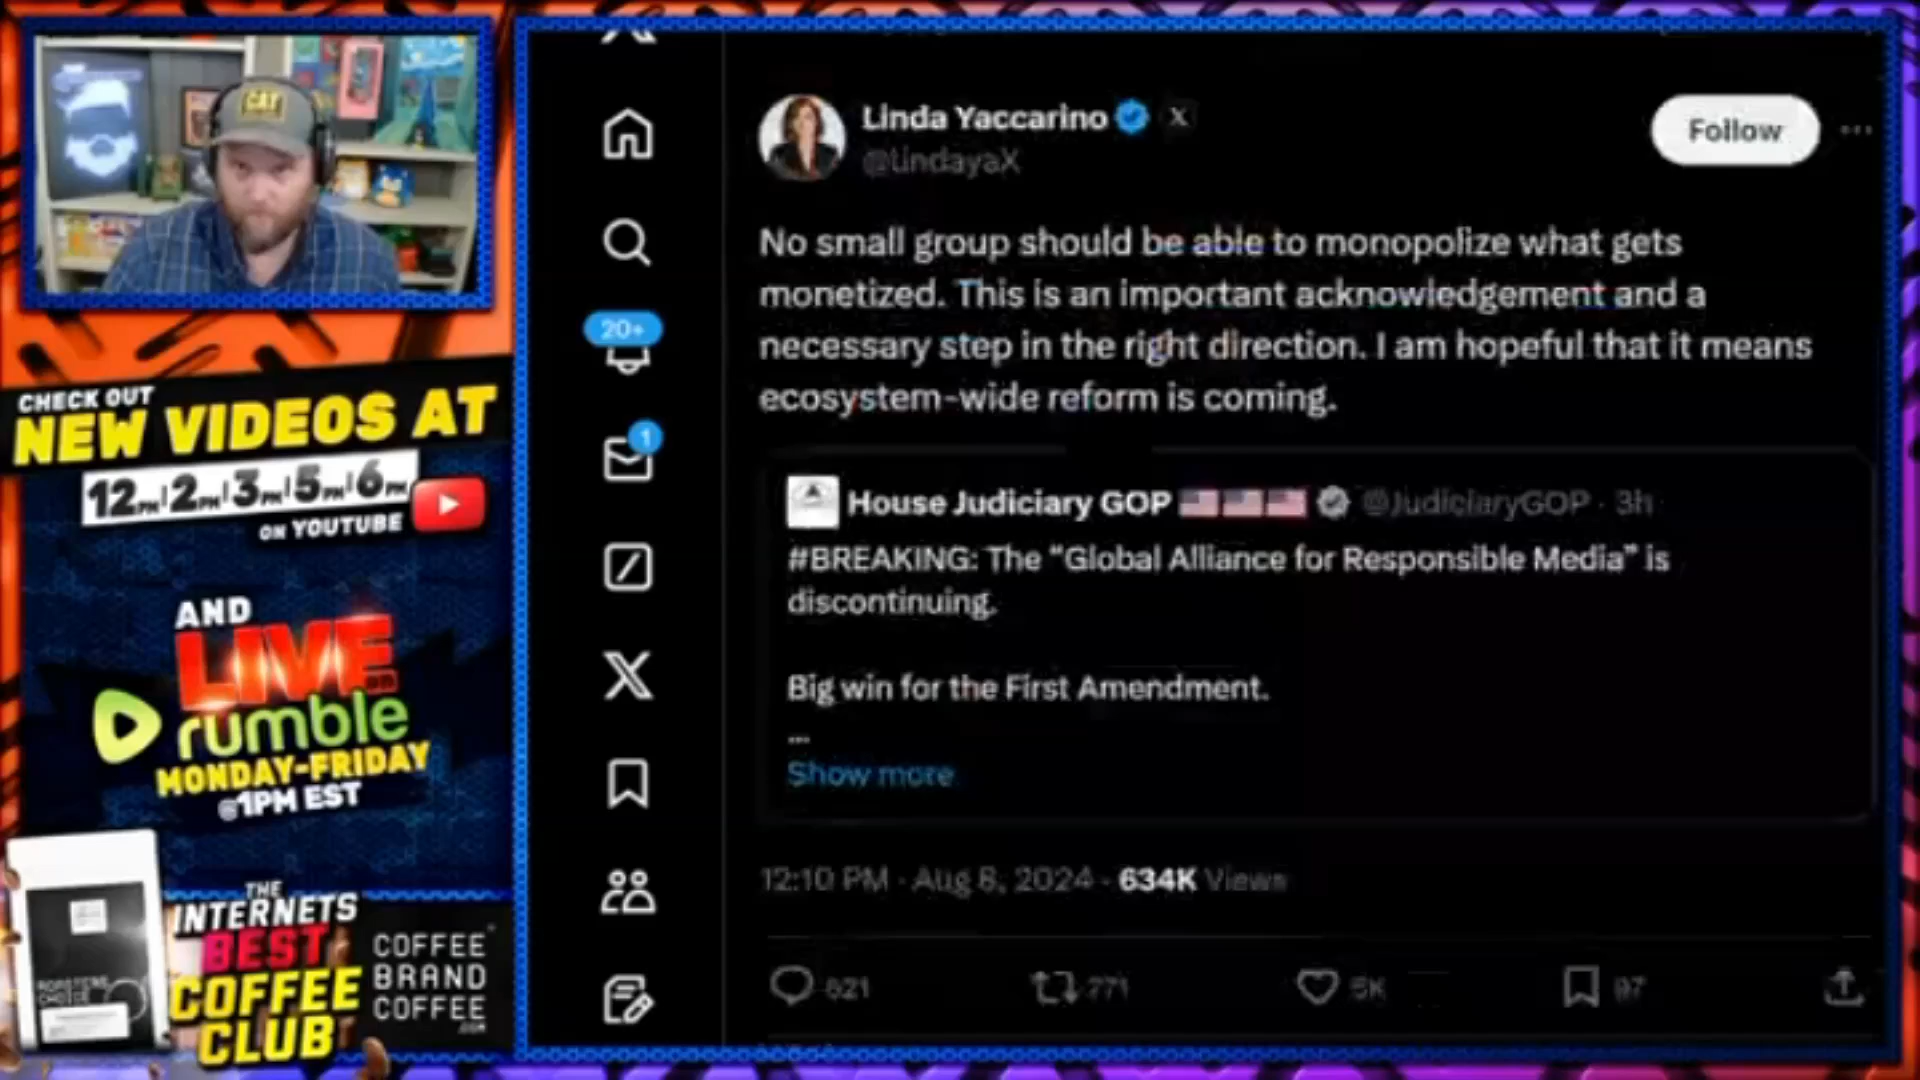 CAT
CHECK OUT
NEW VIDEOS AT
12PM|2PM|3PM|5PM|6PM
ON YOUTUBE
AND
LIVE
ON
rumble
MONDAY-FRIDAY
@1PM EST
ROASTERS
CHOICE
THE
INTERNETS
BEST
COFFEE
CLUB
COFFEE
BRAND
COFFEE
.COM
20+
1
Linda Yaccarino
@lindayaX
Follow
No small group should be able to monopolize what gets
monetized. This is an important acknowledgement and a
necessary step in the right direction. I am hopeful that it means
ecosystem-wide reform is coming.
House Judiciary GOP @JudiciaryGOP · 3h
#BREAKING: The “Global Alliance for Responsible Media” is
discontinuing.
Big win for the First Amendment.
...
Show more
12:10 PM · Aug 8, 2024 · 634K Views
821 771 5K 97